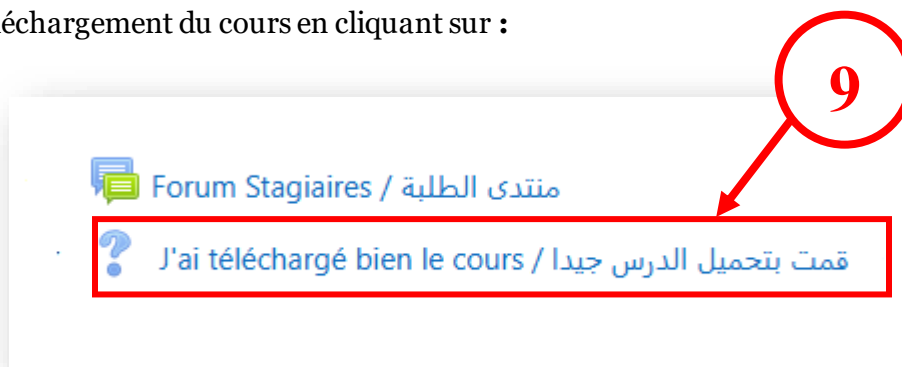 léchargement du cours en cliquant sur :
9
Forum Stagiaires / منتدى الطلبة
J'ai téléchargé bien le cours / قمت بتحميل الدرس جيدا